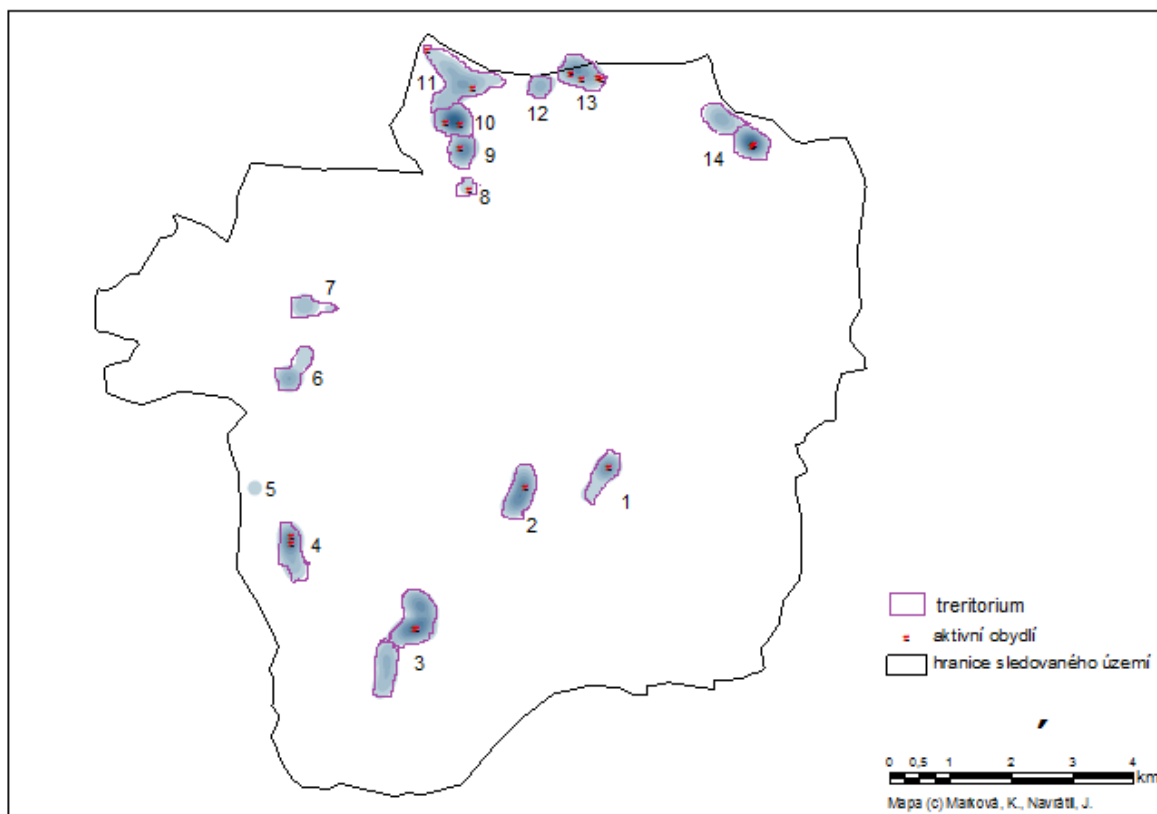 11
12
13
10
14
9
8
7
6
5
1
2
4
3
treritorium
aktivní obydlí
hranice sledovaného území
0 0,5 1 2 3 4
km
Mapa (c) Marková, K., Navrátil, J.